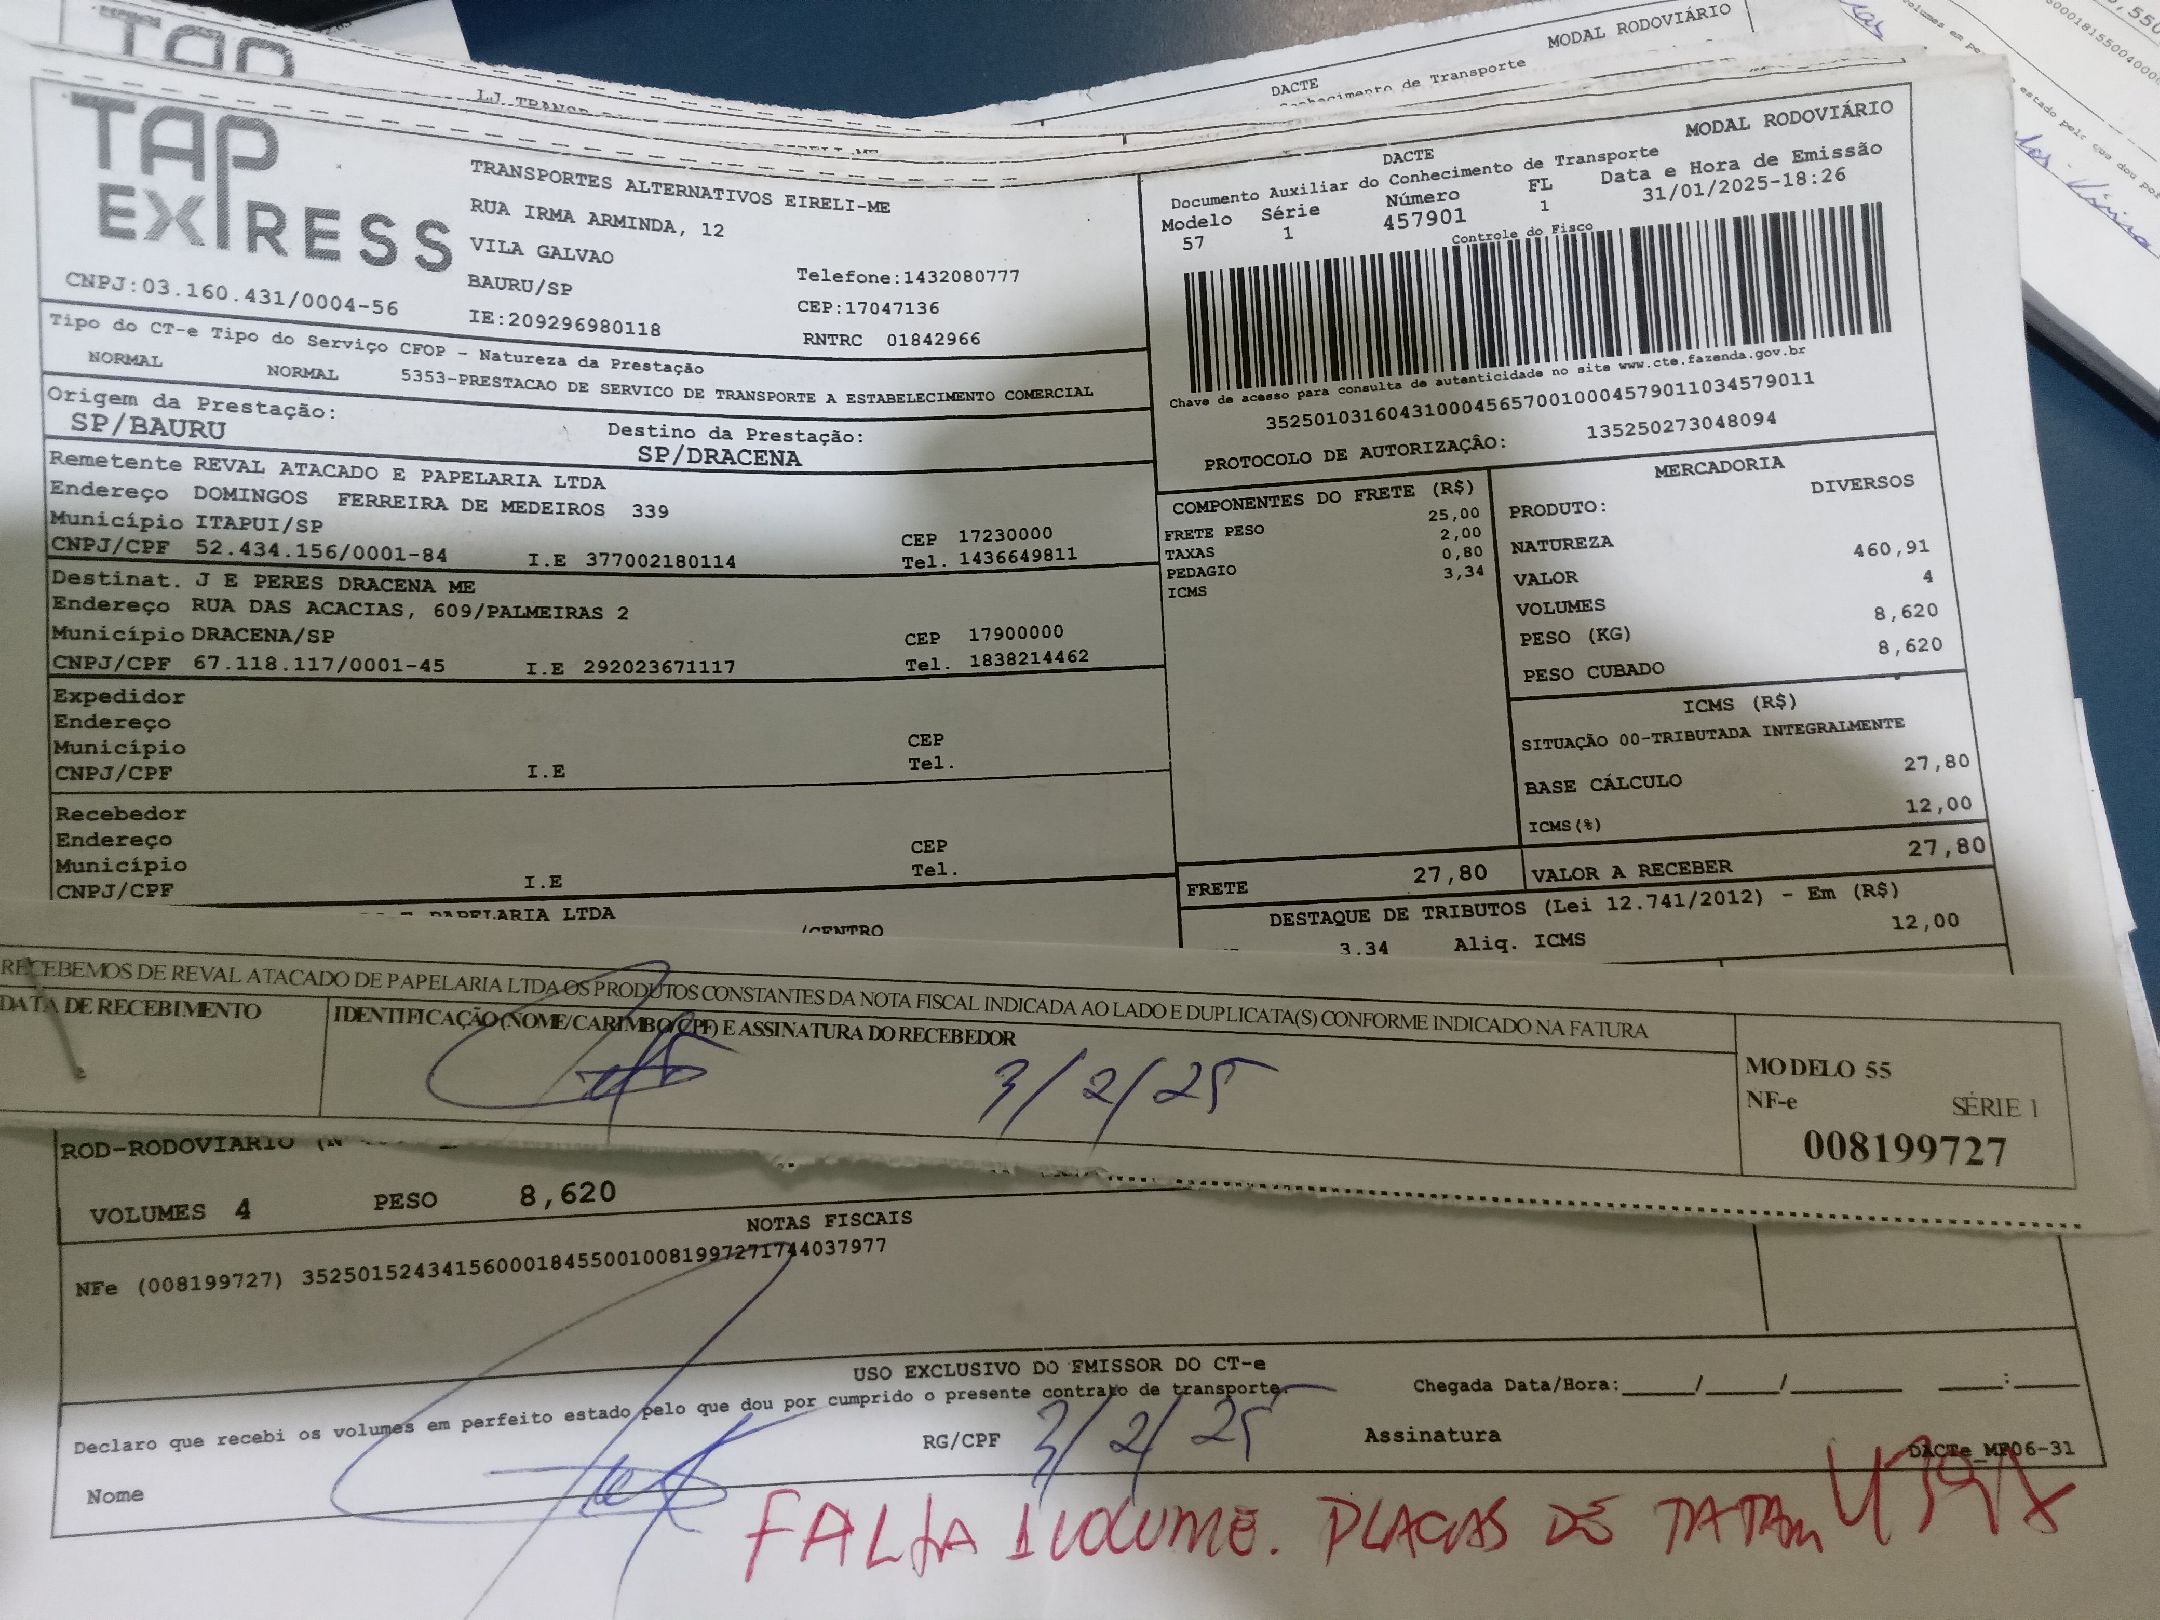 MODAL RODOVIÁRIO
DACTE
TAP
EXPRESS
CNPJ:03.160.431/0004-56
TRANSPORTES ALTERNATIVOS EIRELI-ME
RUA IRMA ARMINDA, 12
VILA GALVAO
BAURU/SP
IE:209296980118
Telefone:1432080777
CEP:17047136
RNTRC 01842966
MODAL RODOVIÁRIO
DACTE
Documento Auxiliar do Conhecimento de Transporte
Modelo Série Número FL Data e Hora de Emissão
57 1 457901 1 31/01/2025-18:26
Controle do Fisco
Chave de acesso para consulta de autenticidade no site www.cte.fazenda.gov.br
35250103160431000456570010004579011034579011
PROTOCOLO DE AUTORIZAÇÂO: 135250273048094
Tipo do CT-e Tipo do Serviço CFOP - Natureza da Prestação
NORMAL NORMAL 5353-PRESTACAO DE SERVICO DE TRANSPORTE A ESTABELECIMENTO COMERCIAL
Origem da Prestação: Destino da Prestação:
SP/BAURU SP/DRACENA
Remetente REVAL ATACADO E PAPELARIA LTDA
Endereço DOMINGOS FERREIRA DE MEDEIROS 339
Município ITAPUI/SP CEP 17230000
CNPJ/CPF 52.434.156/0001-84 I.E 377002180114 Tel. 1436649811
Destinat. J E PERES DRACENA ME
Endereço RUA DAS ACACIAS, 609/PALMEIRAS 2
Município DRACENA/SP CEP 17900000
CNPJ/CPF 67.118.117/0001-45 I.E 292023671117 Tel. 1838214462
Expedidor
Endereço
Município CEP
CNPJ/CPF I.E Tel.
Recebedor
Endereço
Município CEP
CNPJ/CPF I.E Tel.
PAPELARIA LTDA
/CENTRO
COMPONENTES DO FRETE (R$)
FRETE PESO 25,00
TAXAS 2,00
PEDAGIO 0,80
ICMS 3,34
MERCADORIA
PRODUTO: DIVERSOS
NATUREZA
VALOR 460,91
VOLUMES 4
PESO (KG) 8,620
PESO CUBADO 8,620
ICMS (R$)
SITUAÇÃO 00-TRIBUTADA INTEGRALMENTE
BASE CÁLCULO 27,80
ICMS(%) 12,00
FRETE 27,80 VALOR A RECEBER 27,80
DESTAQUE DE TRIBUTOS (Lei 12.741/2012) - Em (R$)
3,34 Aliq. ICMS 12,00
RECEBEMOS DE REVAL ATACADO DE PAPELARIA LTDA OS PRODUTOS CONSTANTES DA NOTA FISCAL INDICADA AO LADO E DUPLICATA(S) CONFORME INDICADO NA FATURA
DATA DE RECEBIMENTO IDENTIFICAÇÃO (NOME/CARIMBO/CPF) E ASSINATURA DO RECEBEDOR
3/2/25
MODELO 55
NF-e SÉRIE 1
008199727
ROD-RODOVIARIO
VOLUMES 4 PESO 8,620
NOTAS FISCAIS
NFe (008199727) 35250152434156000184550010081997271744037977
USO EXCLUSIVO DO EMISSOR DO CT-e
Declaro que recebi os volumes em perfeito estado pelo que dou por cumprido o presente contrato de transporte.
Chegada Data/Hora:_____/_____/_______ ____:____
Nome RG/CPF 3/2/25 Assinatura
DACTe_MF06-31
FALTA 1 VOLUME. PLACAS DE TATAM